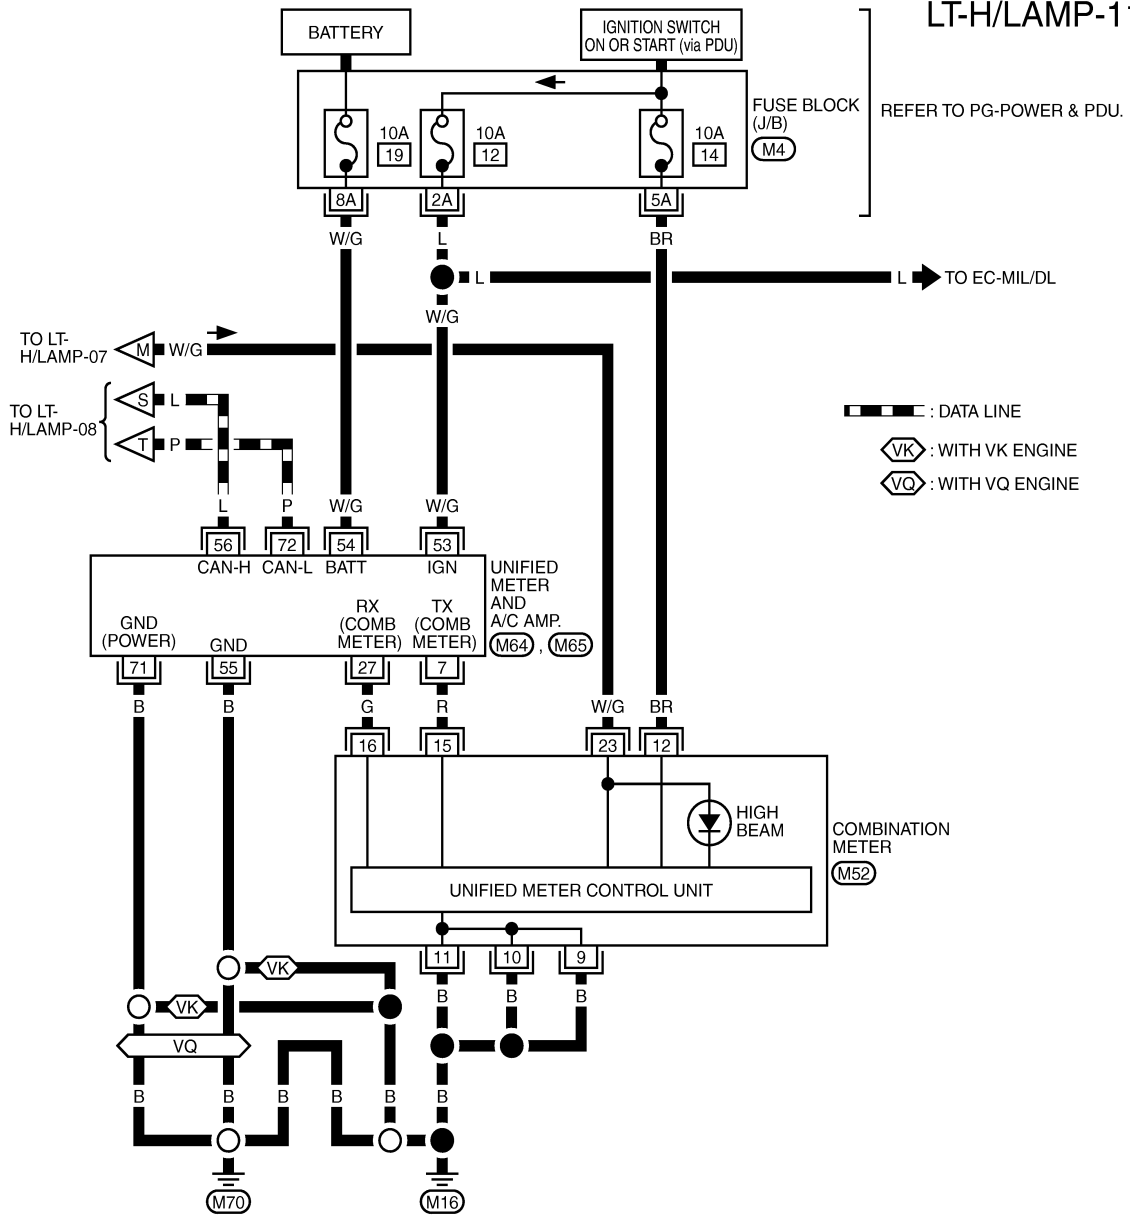 LT-H/LAMP-11
BATTERY
IGNITION SWITCH
ON OR START (via PDU)
FUSE BLOCK
(J/B)
M4
REFER TO PG-POWER & PDU.
10A
19
10A
12
10A
14
8A
2A
5A
W/G
L
BR
L
L
TO EC-MIL/DL
W/G
TO LT-
H/LAMP-07
M
W/G
TO LT-
H/LAMP-08
S
L
T
P
: DATA LINE
VK
: WITH VK ENGINE
VQ
: WITH VQ ENGINE
L
P
W/G
W/G
56
72
54
53
CAN-H
CAN-L
BATT
IGN
UNIFIED
METER
AND
A/C AMP.
M64 , M65
GND
(POWER)
GND
RX
(COMB
METER)
TX
(COMB
METER)
71
55
27
7
B
B
G
R
W/G
BR
16
15
23
12
HIGH
BEAM
COMBINATION
METER
M52
UNIFIED METER CONTROL UNIT
11
10
9
B
B
B
VK
VK
VQ
B
B
B
B
B
B
M70
M16